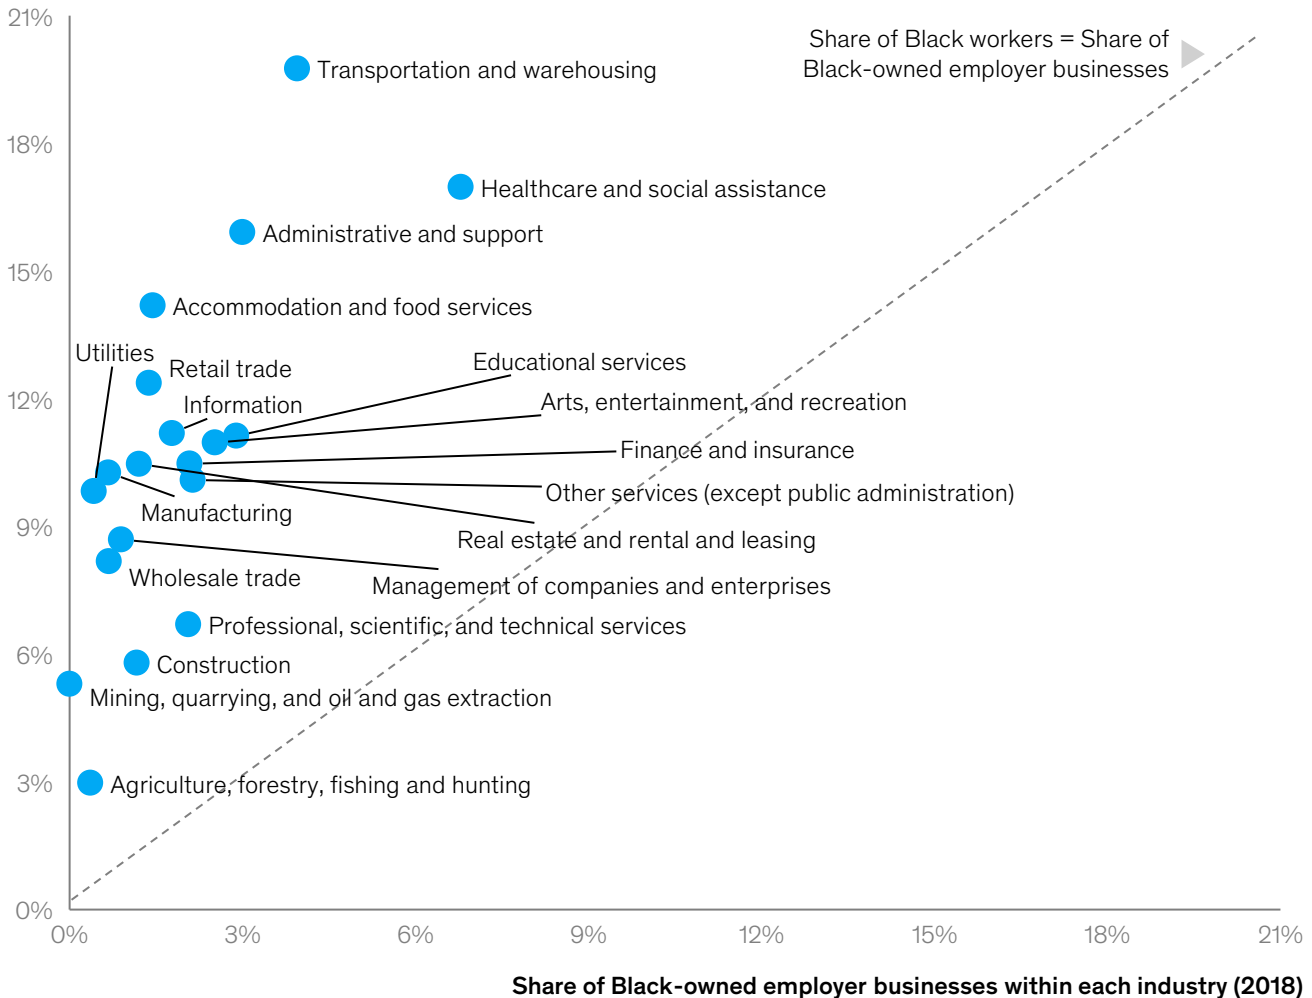 21%
Share of Black workers = Share of
Black-owned employer businesses
Transportation and warehousing
18%
Healthcare and social assistance
Administrative and support
15%
Accommodation and food services
Utilities
Retail trade
Educational services
12%
Information
Arts, entertainment, and recreation
Finance and insurance
Other services (except public administration)
Manufacturing
9%
Real estate and rental and leasing
Wholesale trade
Management of companies and enterprises
Professional, scientific, and technical services
6%
Construction
Mining, quarrying, and oil and gas extraction
3%
Agriculture, forestry, fishing and hunting
0%
0% 3% 6% 9% 12% 15% 18% 21%
Share of Black-owned employer businesses within each industry (2018)